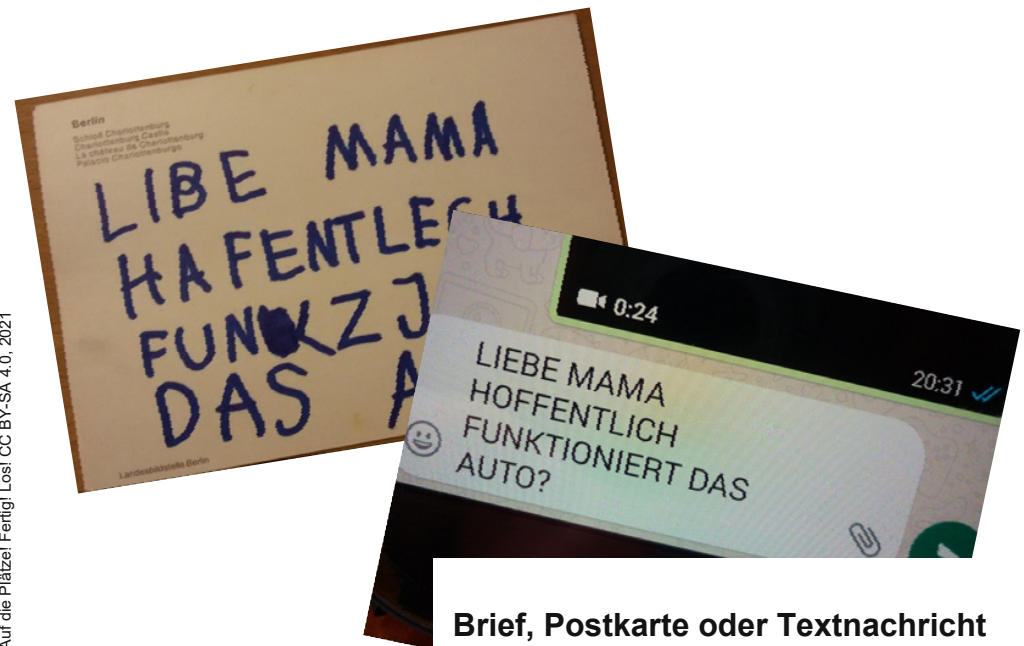 Berlin
Schloß Charlottenburg
Charlottenburg Castle
La château de Charlottenburg
Palacio Charlottenburgo
LIBE MAMA
HAFENTLECH
FUNKZJ
DAS A
Landesbildstelle Berlin
0:24
20:31
LIEBE MAMA
HOFFENTLICH
FUNKTIONIERT DAS
AUTO?
Brief, Postkarte oder Textnachricht
Auf die Plätze! Fertig! Los! CC BY-SA 4.0, 2021